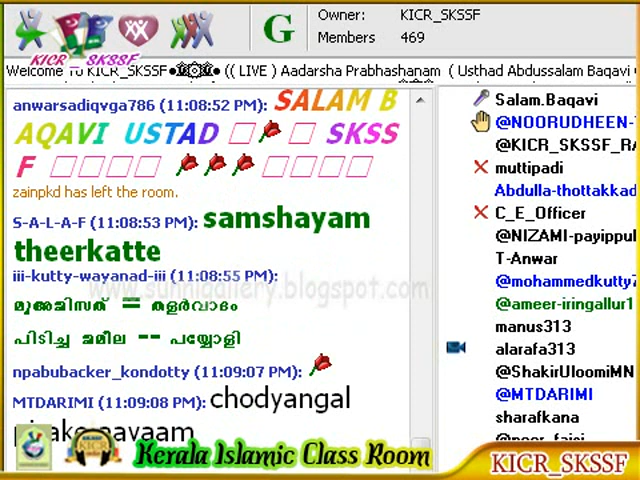 Owner: KICR_SKSSF
Members 469
KICR_SKSSF
Welcome To KICR_SKSSF (( LIVE ) Aadarsha Prabhashanam ( Usthad Abdussalam Baqavi
anwarsadiqvga786 (11:08:52 PM): SALAM B
AQAVI USTAD SKSS
F
zainpkd has left the room.
S-A-L-A-F (11:08:53 PM): samshayam
theerkatte
iii-kutty-wayanad-iii (11:08:55 PM):
www.sunnigallery.blogspot.com
മുഅജിസത് = തളർവാദം
പിടിച്ച ജമീല -- പയ്യോളി
npabubacker_kondotty (11:09:07 PM):
MTDARIMI (11:09:08 PM): chodyangal
Salam.Baqavi
@NOORUDHEEN-
@KICR_SKSSF_RA
muttipadi
Abdulla-thottakkad
C_E_Officer
@NIZAMI-payippul
T-Anwar
@mohammedkutty7
@ameer-iringallur1
manus313
alarafa313
@ShakirUloomiMN
@MTDARIMI
sharafkana
Kerala Islamic Class Room
KICR_SKSSF